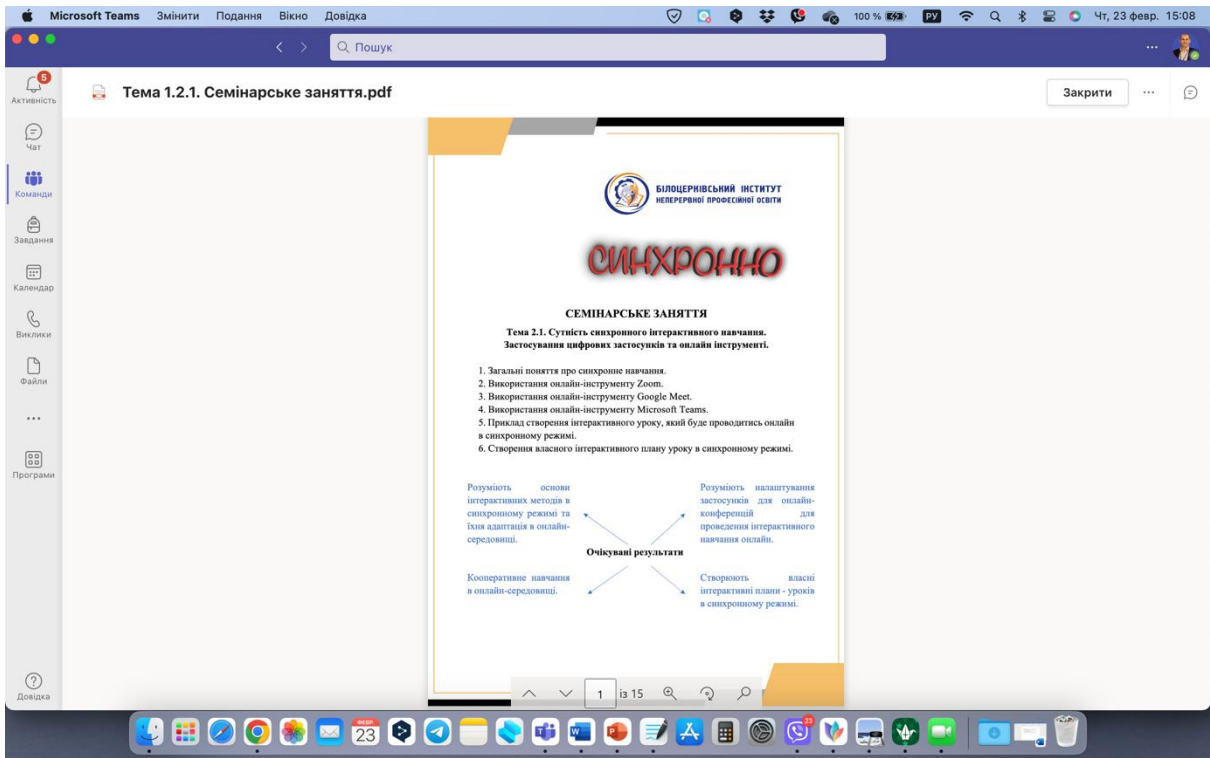 Microsoft Teams Змінити Подання Вікно Довідка 100 % РУ Чт, 23 февр. 15:08
Пошук
5
Активність
Чат
Команди
Завдання
Календар
Виклики
Файли
Програми
Довідка
Тема 1.2.1. Семінарське заняття.pdf
Закрити
БІЛОЦЕРКІВСЬКИЙ ІНСТИТУТ
НЕПЕРЕРВНОЇ ПРОФЕСІЙНОЇ ОСВІТИ
СИНХРОННО
СЕМІНАРСЬКЕ ЗАНЯТТЯ
Тема 2.1. Сутність синхронного інтерактивного навчання.
Застосування цифрових застосунків та онлайн інструменті.
1. Загальні поняття про синхронне навчання.
2. Використання онлайн-інструменту Zoom.
3. Використання онлайн-інструменту Google Meet.
4. Використання онлайн-інструменту Microsoft Teams.
5. Приклад створення інтерактивного уроку, який буде проводитись онлайн
в синхронному режимі.
6. Створення власного інтерактивного плану уроку в синхронному режимі.
Розуміють основи
інтерактивних методів в
синхронному режимі та
їхня адаптація в онлайн-
середовищі.
Розуміють налаштування
застосунків для онлайн-
конференцій для
проведення інтерактивного
навчання онлайн.
Очікувані результати
Кооперативне навчання
в онлайн-середовищі.
Створюють власні
інтерактивні плани - уроків
в синхронному режимі.
1 із 15
ФЕВР.
23
23